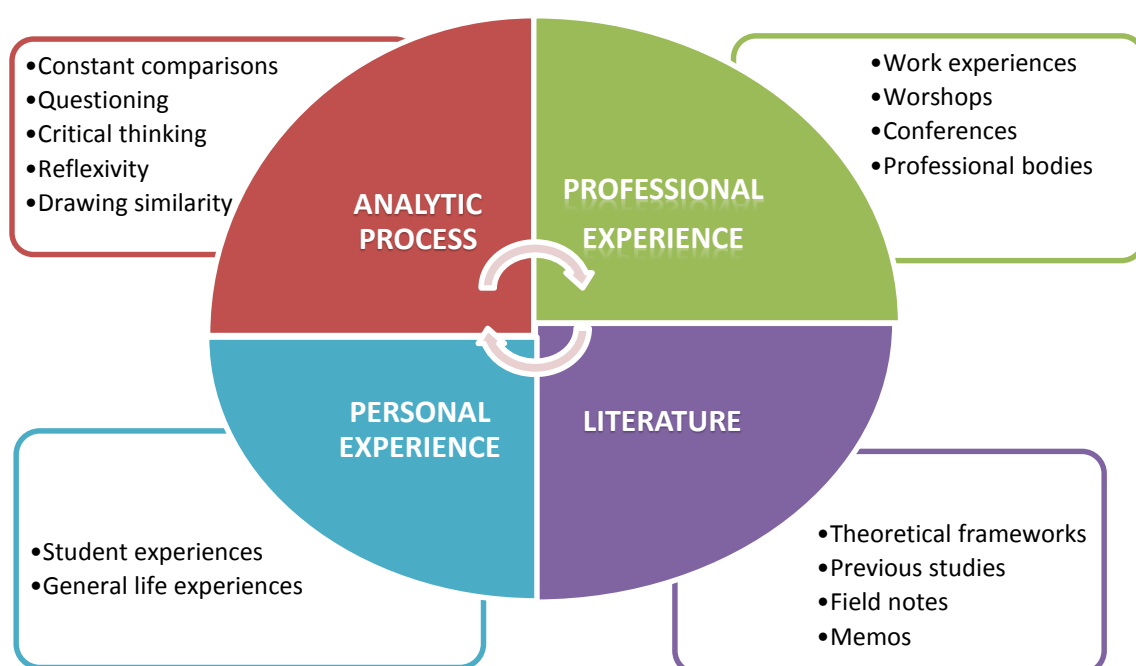 •Constant comparisons
•Questioning
•Critical thinking
•Reflexivity
•Drawing similarity
ANALYTIC
PROCESS
PROFESSIONAL
EXPERIENCE
•Work experiences
•Worshops
•Conferences
•Professional bodies
•Student experiences
•General life experiences
PERSONAL
EXPERIENCE
LITERATURE
•Theoretical frameworks
•Previous studies
•Field notes
•Memos